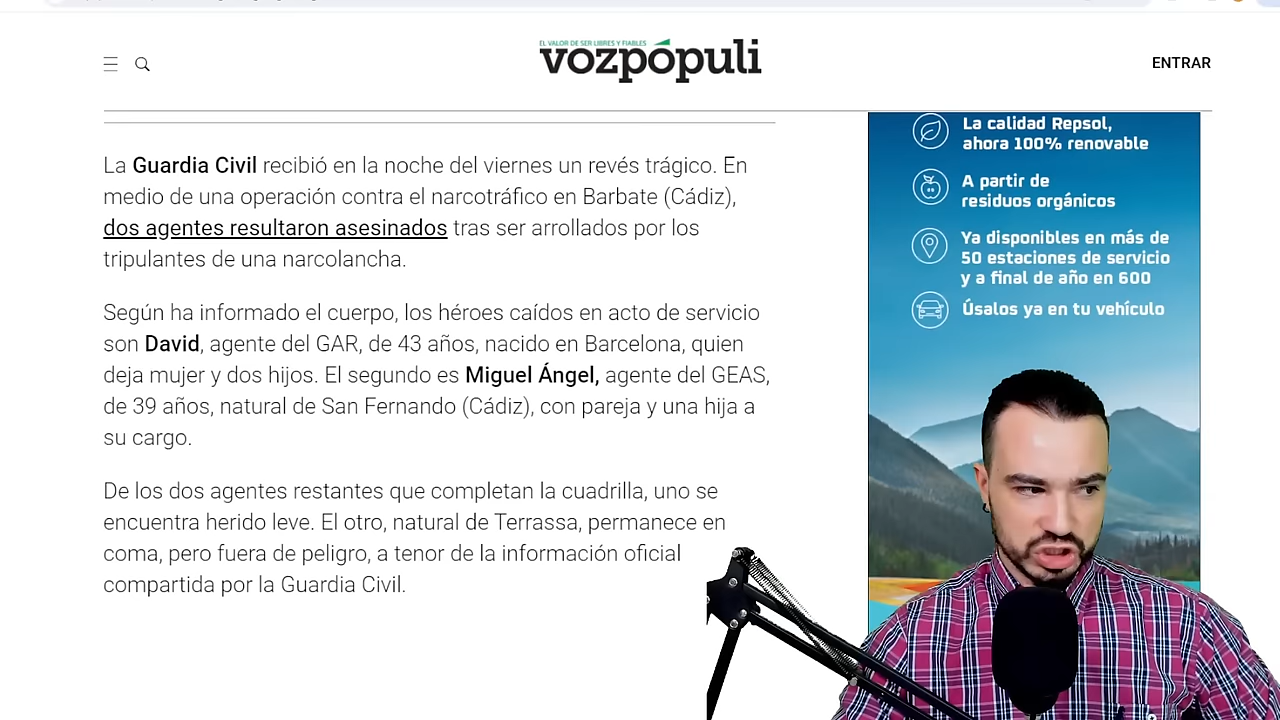 EL VALOR DE SER LIBRES Y FIABLES
vozpópuli
ENTRAR
La Guardia Civil recibió en la noche del viernes un revés trágico. En
medio de una operación contra el narcotráfico en Barbate (Cádiz),
dos agentes resultaron asesinados tras ser arrollados por los
tripulantes de una narcolancha.
Según ha informado el cuerpo, los héroes caídos en acto de servicio
son David, agente del GAR, de 43 años, nacido en Barcelona, quien
deja mujer y dos hijos. El segundo es Miguel Ángel, agente del GEAS,
de 39 años, natural de San Fernando (Cádiz), con pareja y una hija a
su cargo.
De los dos agentes restantes que completan la cuadrilla, uno se
encuentra herido leve. El otro, natural de Terrassa, permanece en
coma, pero fuera de peligro, a tenor de la información oficial
compartida por la Guardia Civil.
La calidad Repsol,
ahora 100% renovable
A partir de
residuos orgánicos
Ya disponibles en más de
50 estaciones de servicio
y a final de año en 600
Úsalos ya en tu vehículo